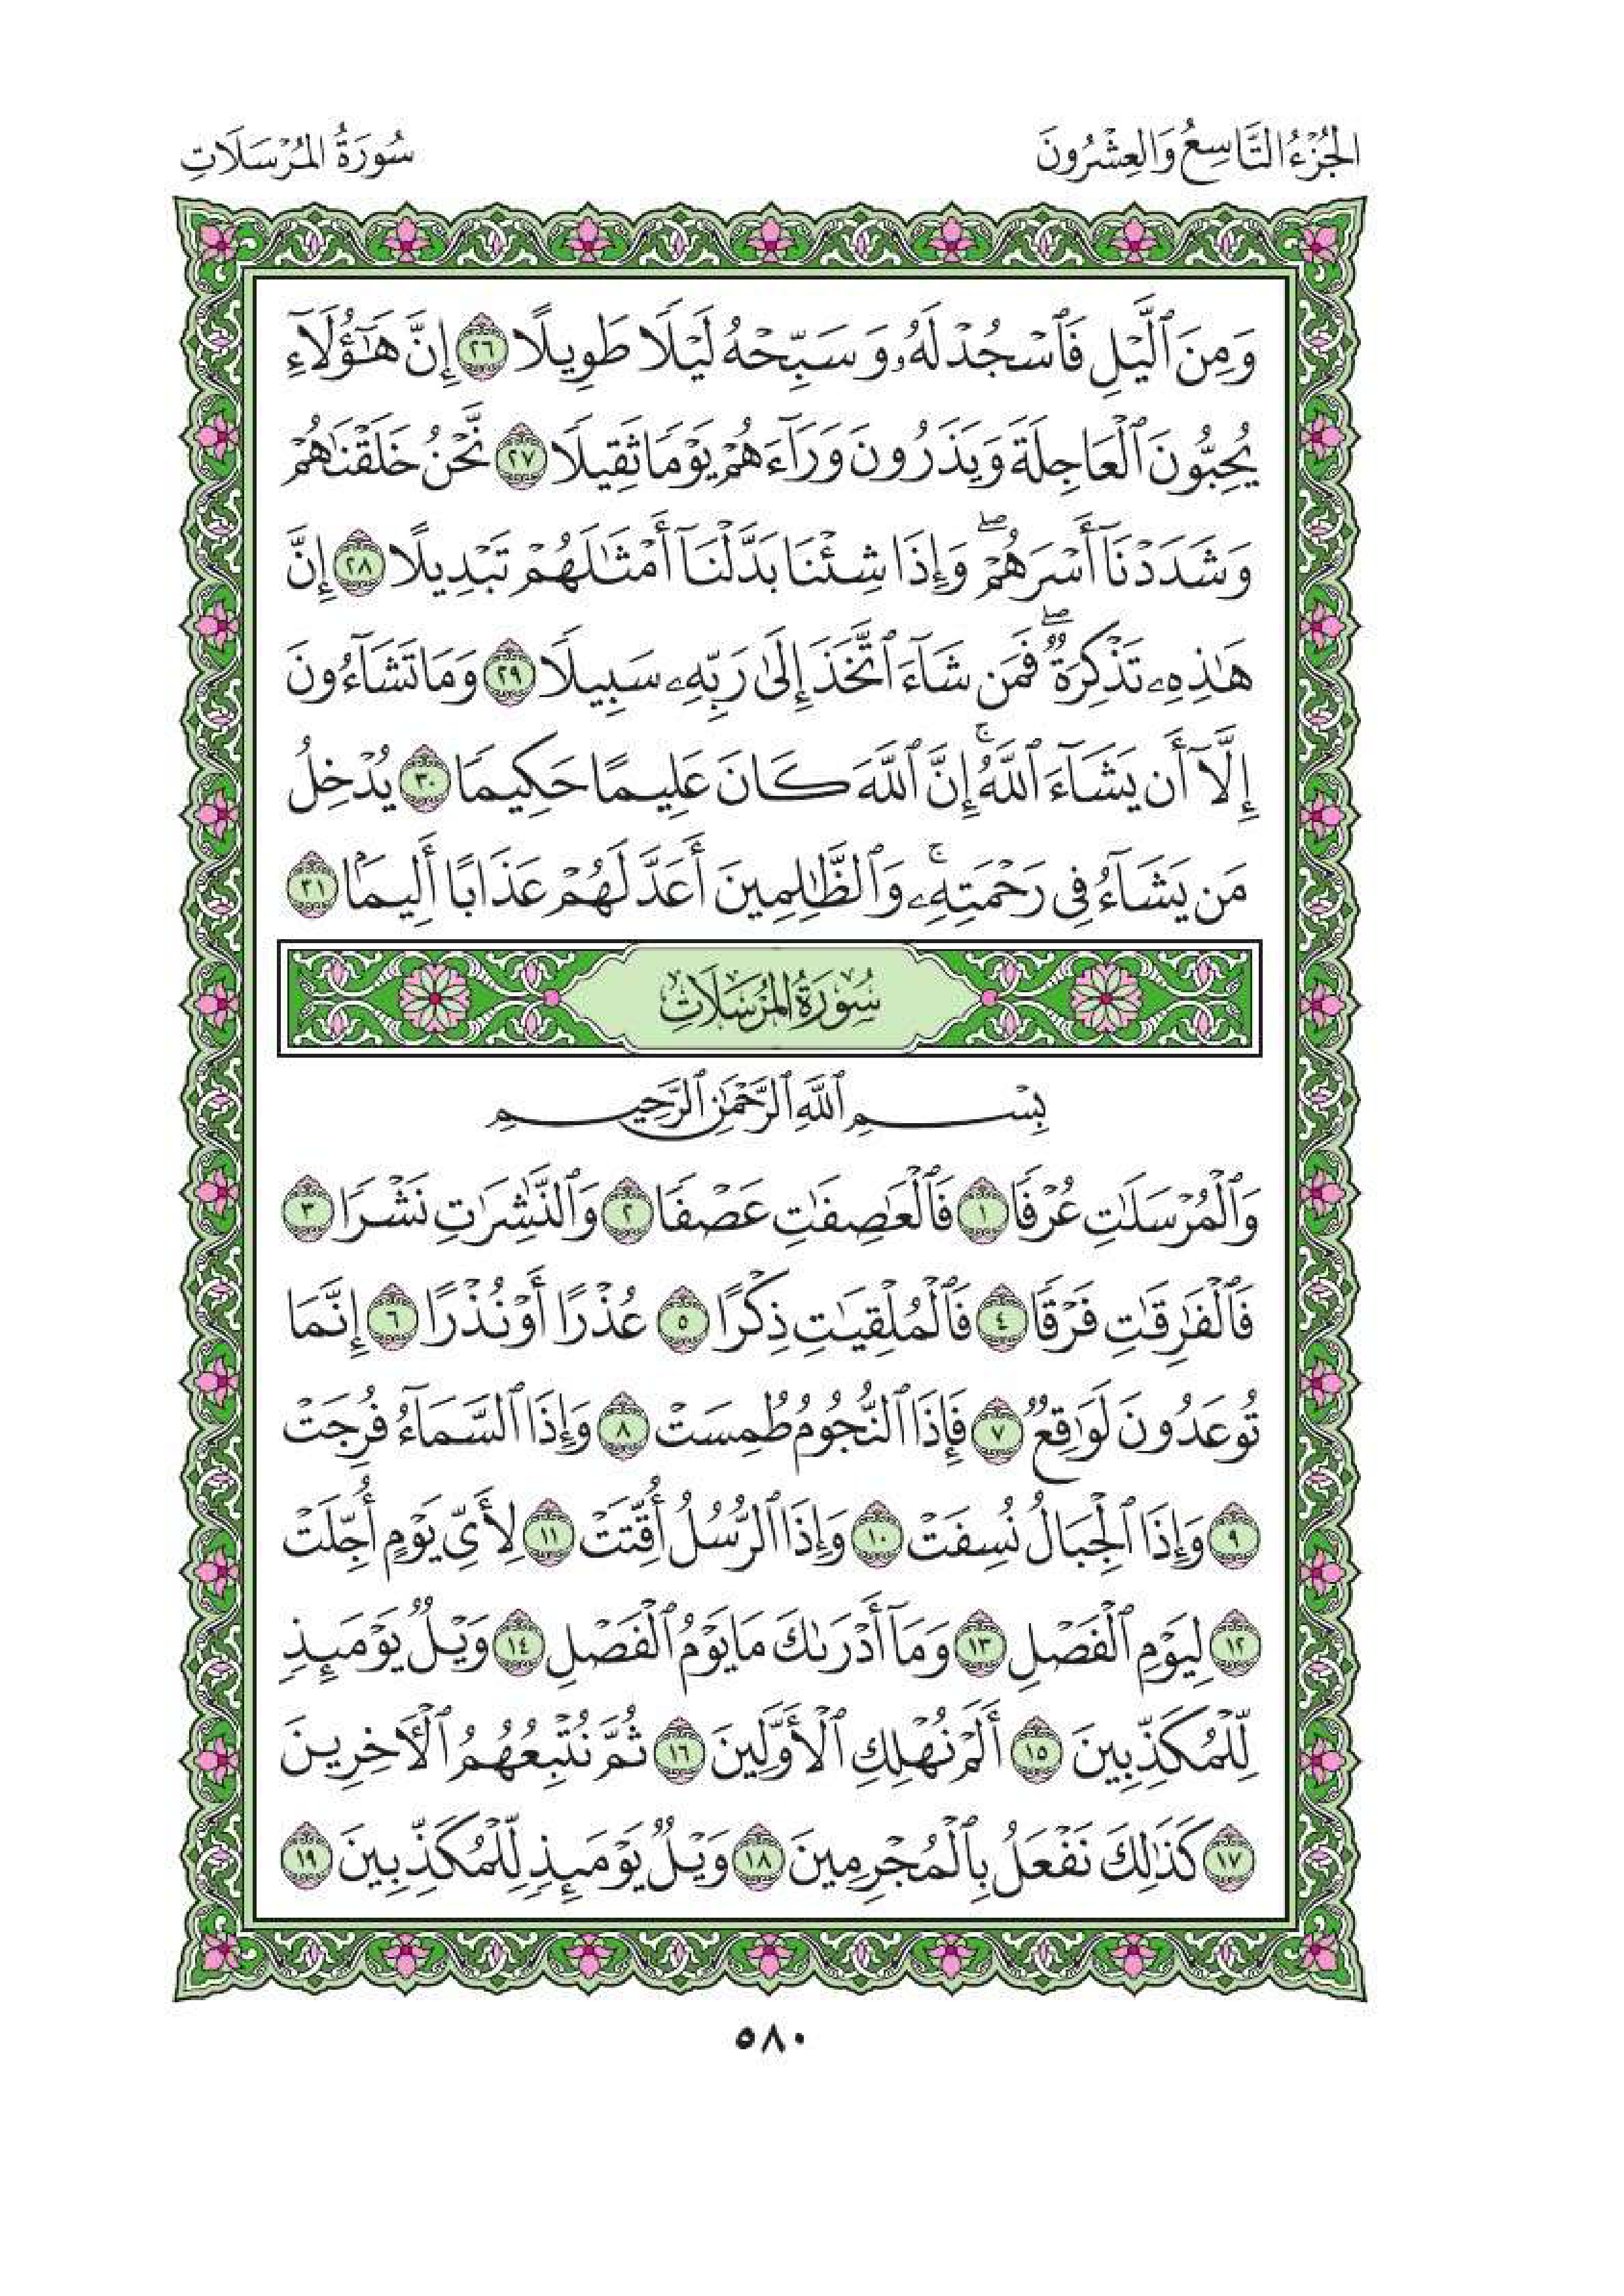 الجُزْءُ التَّاسِعُ وَالعِشْرُونَ
سُورَةُ المُرْسَلَاتِ
وَمِنَ ٱلَّيْلِ فَٱسْجُدْ لَهُۥ وَسَبِّحْهُ لَيْلًا طَوِيلًا ٢٦ إِنَّ هَٰٓؤُلَآءِ
يُحِبُّونَ ٱلْعَاجِلَةَ وَيَذَرُونَ وَرَآءَهُمْ يَوْمًا ثَقِيلًا ٢٧ نَّحْنُ خَلَقْنَٰهُمْ
وَشَدَدْنَآ أَسْرَهُمْۖ وَإِذَا شِئْنَا بَدَّلْنَآ أَمْثَٰلَهُمْ تَبْدِيلًا ٢٨ إِنَّ
هَٰذِهِۦ تَذْكِرَةٌۖ فَمَن شَآءَ ٱتَّخَذَ إِلَىٰ رَبِّهِۦ سَبِيلًا ٢٩ وَمَا تَشَآءُونَ
إِلَّآ أَن يَشَآءَ ٱللَّهُۚ إِنَّ ٱللَّهَ كَانَ عَلِيمًا حَكِيمًا ٣٠ يُدْخِلُ
مَن يَشَآءُ فِى رَحْمَتِهِۦۚ وَٱلظَّٰلِمِينَ أَعَدَّ لَهُمْ عَذَابًا أَلِيمًۢا ٣١
سُورَةُ المُرْسَلَاتِ
بِسْمِ ٱللَّهِ ٱلرَّحْمَٰنِ ٱلرَّحِيمِ
وَٱلْمُرْسَلَٰتِ عُرْفًا ١ فَٱلْعَٰصِفَٰتِ عَصْفًا ٢ وَٱلنَّٰشِرَٰتِ نَشْرًا ٣
فَٱلْفَٰرِقَٰتِ فَرْقًا ٤ فَٱلْمُلْقِيَٰتِ ذِكْرًا ٥ عُذْرًا أَوْ نُذْرًا ٦ إِنَّمَا
تُوعَدُونَ لَوَٰقِعٌ ٧ فَإِذَا ٱلنُّجُومُ طُمِسَتْ ٨ وَإِذَا ٱلسَّمَآءُ فُرِجَتْ
٩ وَإِذَا ٱلْجِبَالُ نُسِفَتْ ١٠ وَإِذَا ٱلرُّسُلُ أُقِّتَتْ ١١ لِأَىِّ يَوْمٍ أُجِّلَتْ
١٢ لِيَوْمِ ٱلْفَصْلِ ١٣ وَمَآ أَدْرَىٰكَ مَا يَوْمُ ٱلْفَصْلِ ١٤ وَيْلٌ يَوْمَئِذٍ
لِّلْمُكَذِّبِينَ ١٥ أَلَمْ نُهْلِكِ ٱلْأَوَّلِينَ ١٦ ثُمَّ نُتْبِعُهُمُ ٱلْءَاخِرِينَ
١٧ كَذَٰلِكَ نَفْعَلُ بِٱلْمُجْرِمِينَ ١٨ وَيْلٌ يَوْمَئِذٍ لِّلْمُكَذِّبِينَ ١٩
٥٨٠